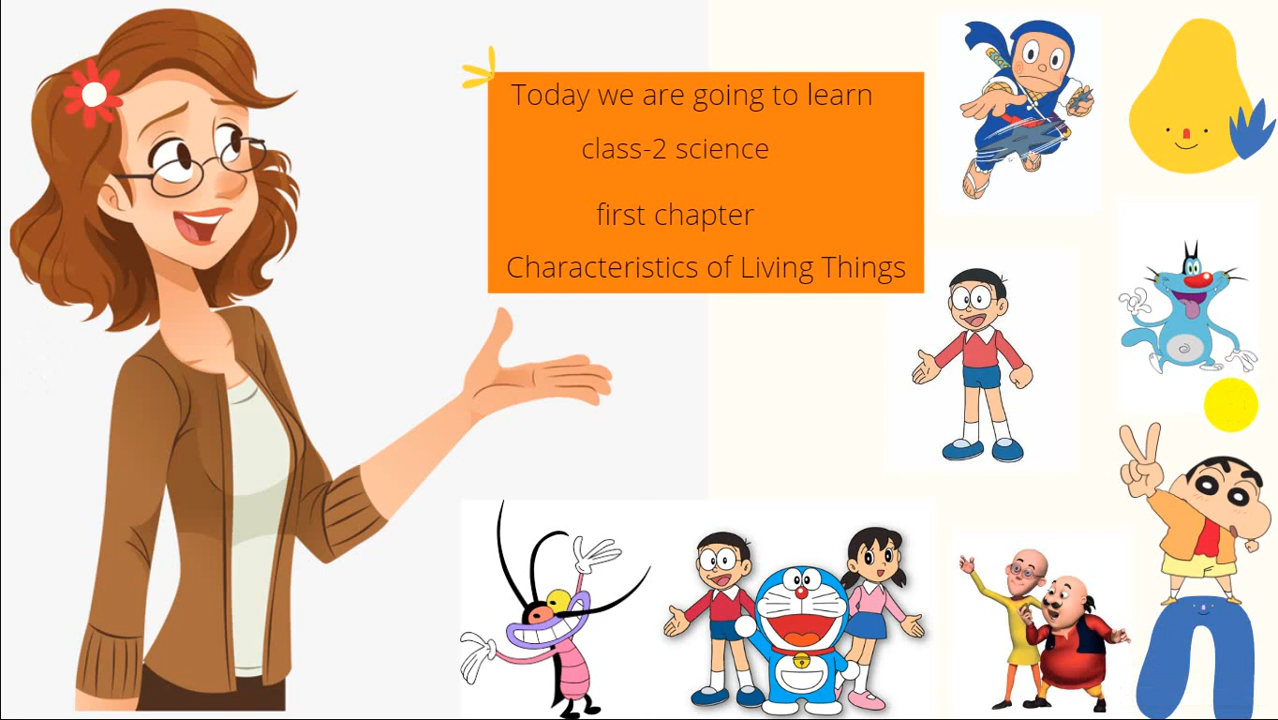 Today we are going to learn
class-2 science
first chapter
Characteristics of Living Things